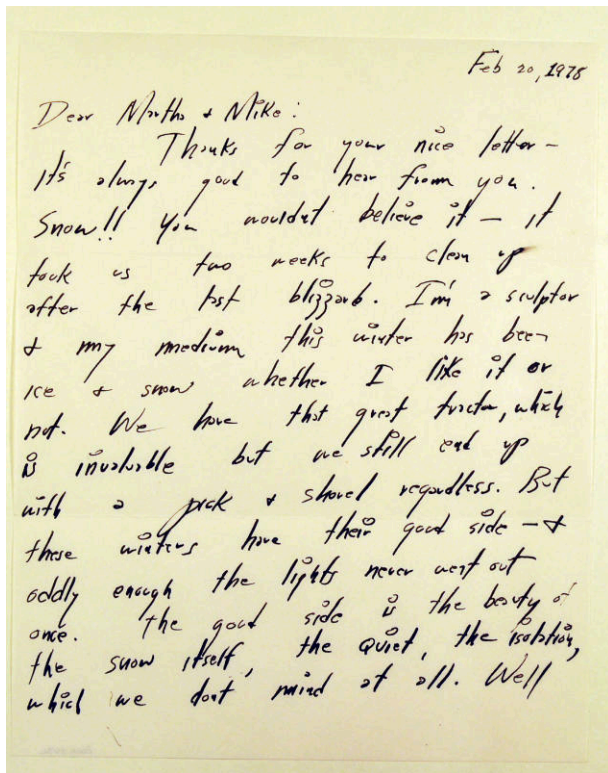 Feb 20, 1978
Dear Martha & Mike:
Thanks for your nice letter –
it's always good to hear from you.
Snow!! You wouldnt believe it – it
took us two weeks to clean up
after the last blizzard. I'm a sculptor
& my medium this winter has been
ice & snow whether I like it or
not. We have that great tractor, which
is invaluable but we still end up
with a pick & shovel regardless. But
these winters have their good side – &
oddly enough the lights never went out
once. The good side is the beauty of
the snow itself, the quiet, the isolation,
which we dont mind at all. Well